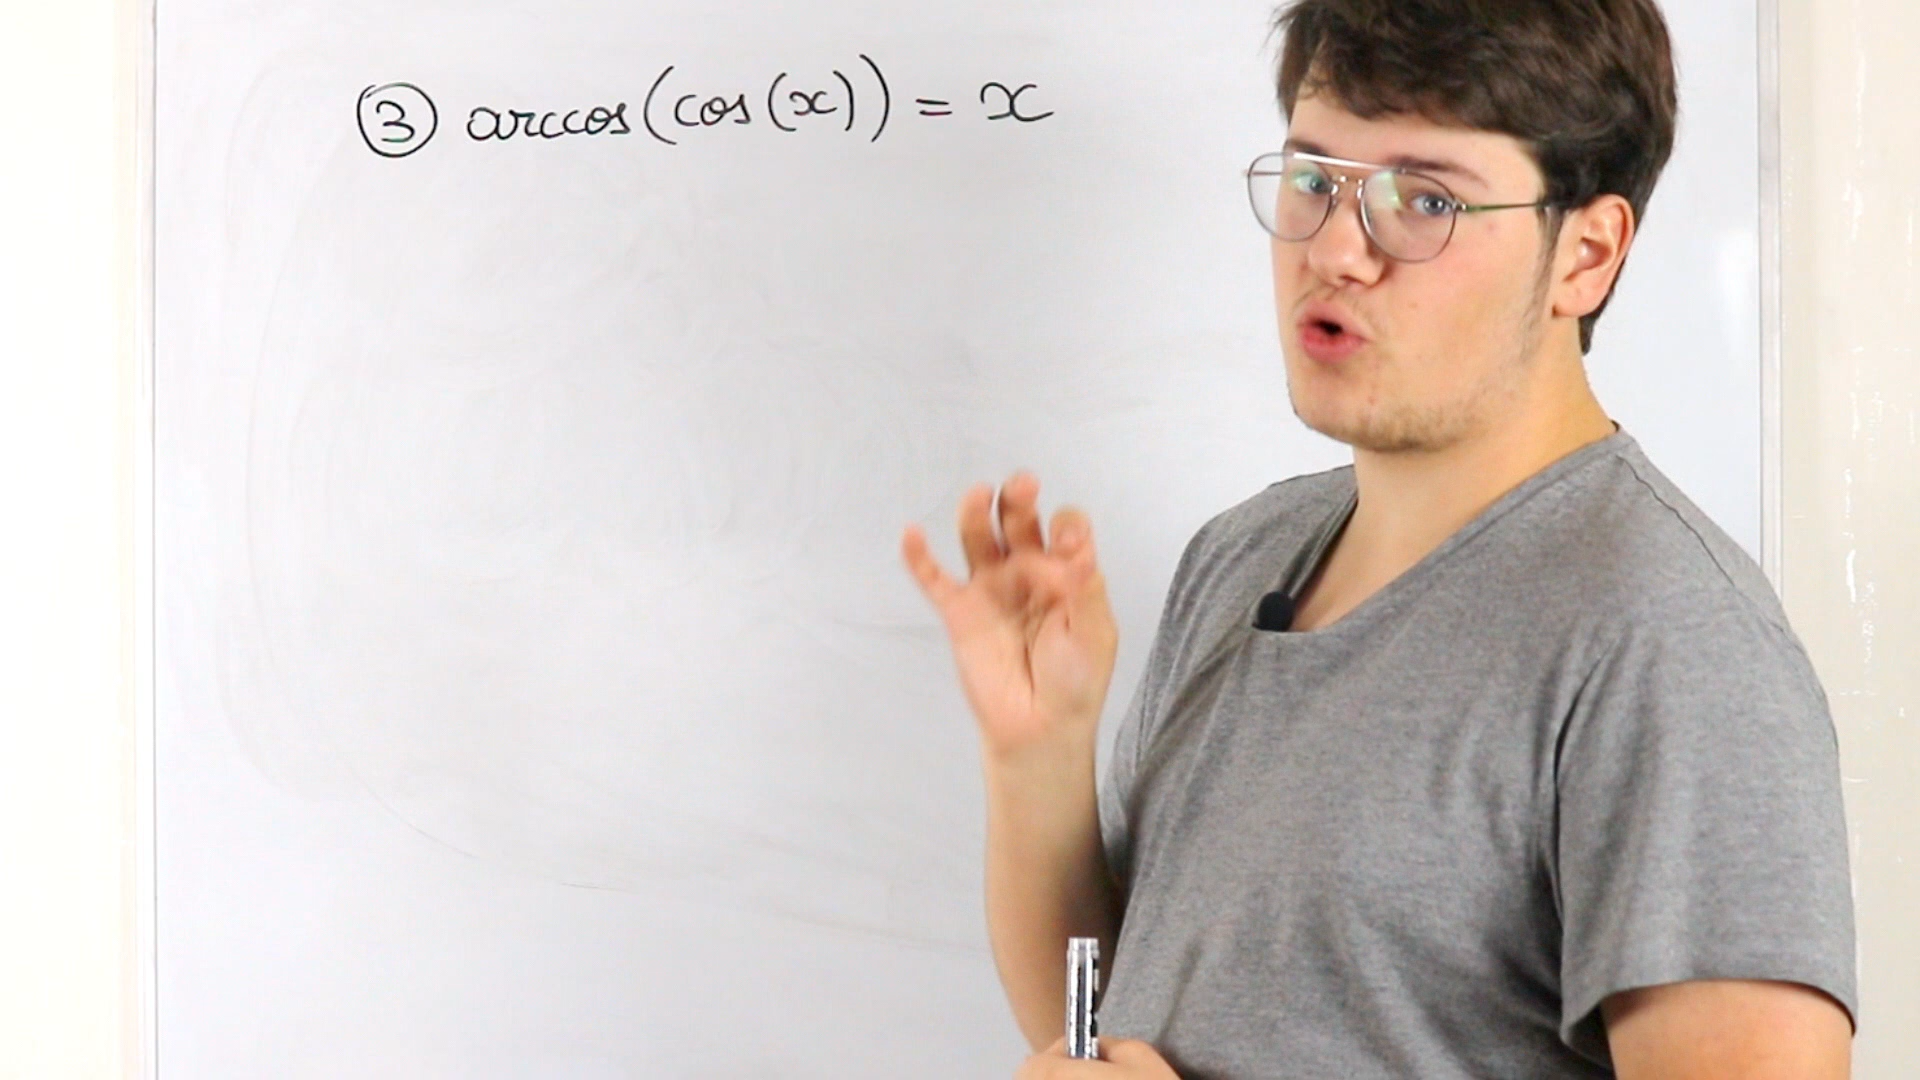 ③ arccos(cos(x)) = x